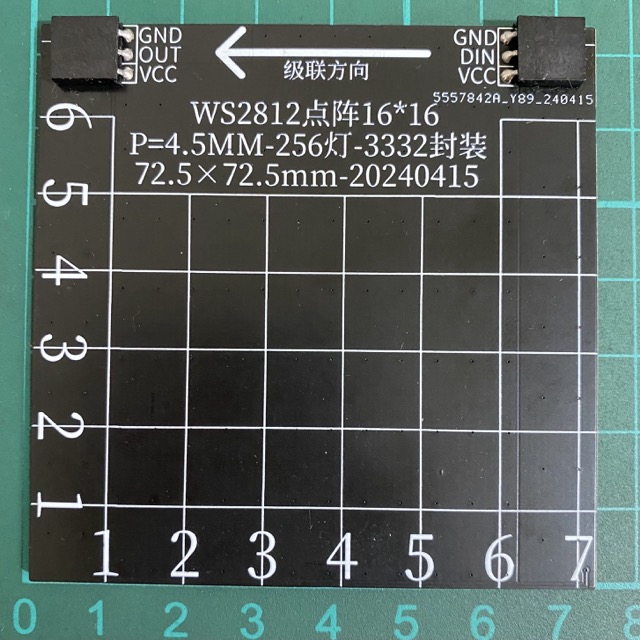 GND
OUT
VCC
级联方向
GND
DIN
VCC
5557842A_Y89_240415
WS2812点阵16*16
P=4.5MM-256灯-3332封装
72.5×72.5mm-20240415
6
5
4
3
2
1
1 2 3 4 5 6 7
0 1 2 3 4 5 6 7 8